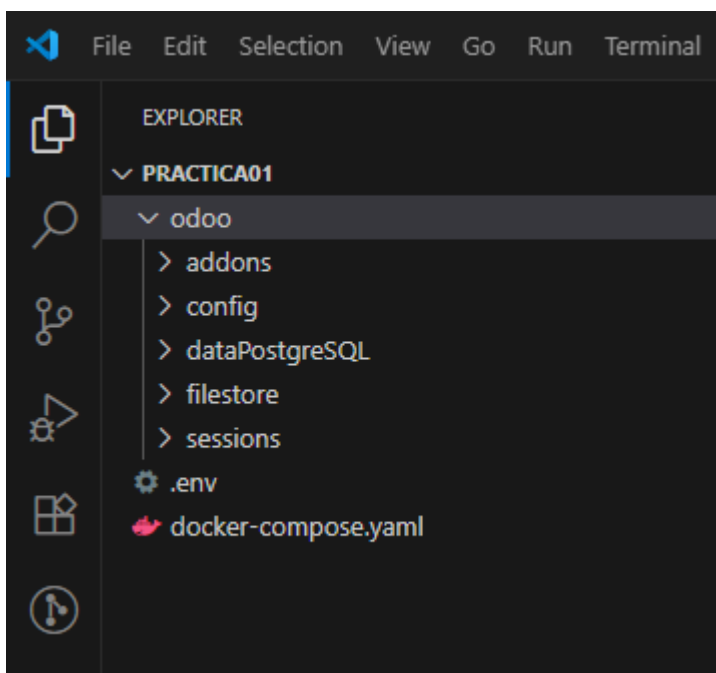 File Edit Selection View Go Run Terminal
EXPLORER
PRACTICA01
odoo
addons
config
dataPostgreSQL
filestore
sessions
.env
docker-compose.yaml